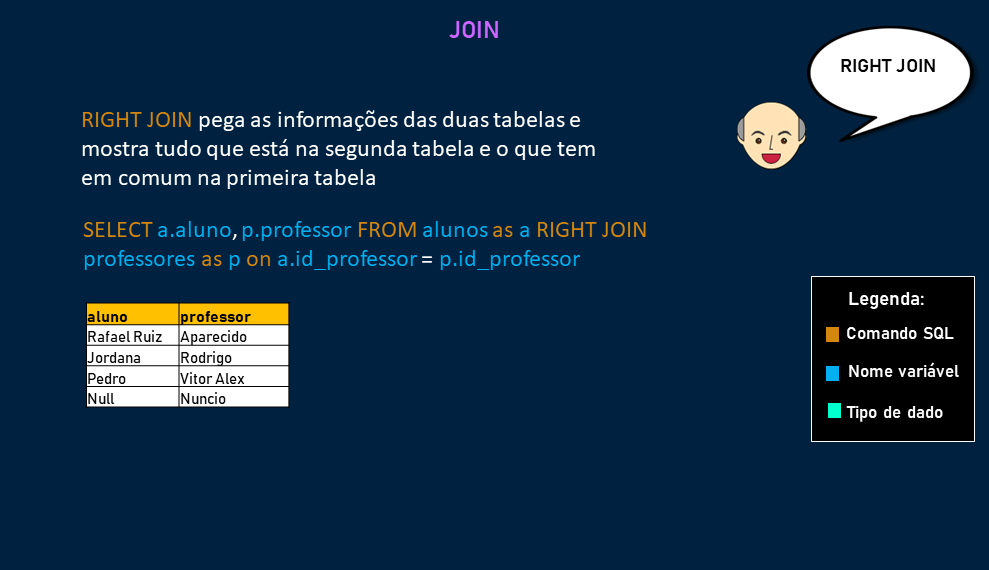 JOIN
RIGHT JOIN
RIGHT JOIN pega as informações das duas tabelas e
mostra tudo que está na segunda tabela e o que tem
em comum na primeira tabela
SELECT a.aluno, p.professor FROM alunos as a RIGHT JOIN
professores as p on a.id_professor = p.id_professor
aluno professor
Rafael Ruiz Aparecido
Jordana Rodrigo
Pedro Vitor Alex
Null Nuncio
Legenda:
Comando SQL
Nome variável
Tipo de dado